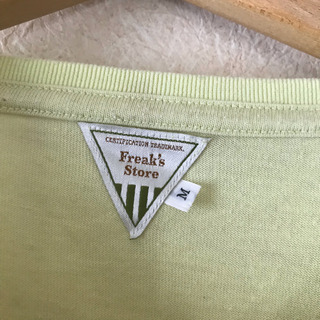 CERTIFICATION TRADEMARK.
Freak's
Store
M